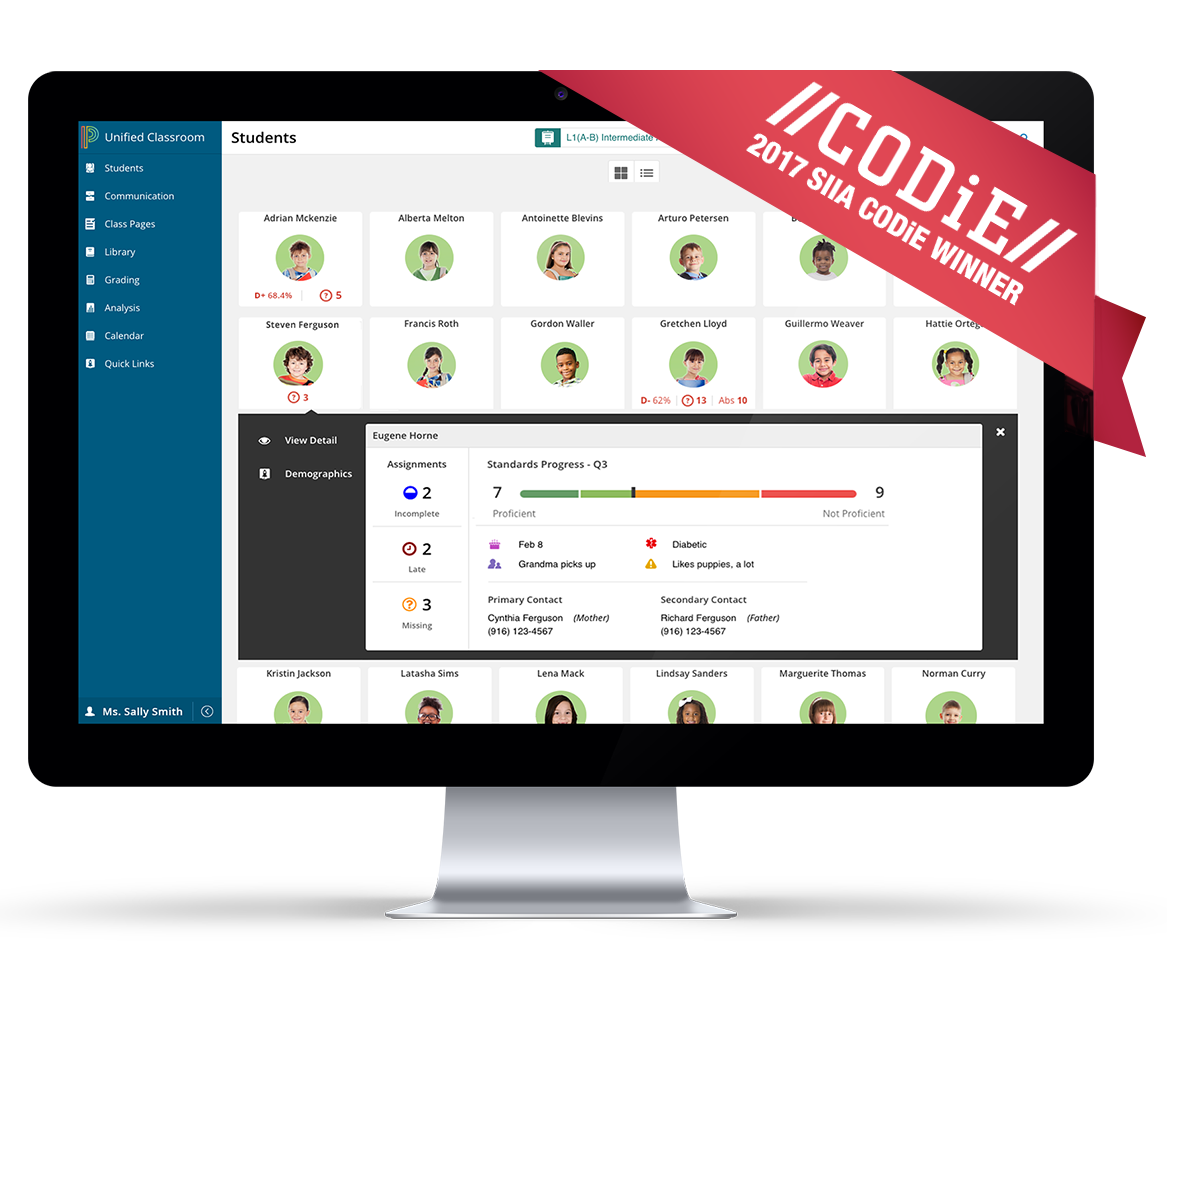 //CODiE//
2017 SIIA CODiE WINNER
Unified Classroom
Students
L1(A-B) Intermediate
Students
Communication
Class Pages
Library
Grading
Analysis
Calendar
Quick Links
Ms. Sally Smith
Adrian Mckenzie
Alberta Melton
Antoinette Blevins
Arturo Petersen
D+ 68.4% ? 5
Steven Ferguson
Francis Roth
Gordon Waller
Gretchen Lloyd
Guillermo Weaver
Hattie
? 3
D- 62% ? 13 Abs 10
View Detail
Demographics
Eugene Horne
Assignments
2
Incomplete
2
Late
? 3
Missing
Standards Progress - Q3
7 9
Proficient Not Proficient
Feb 8 Diabetic
Grandma picks up Likes puppies, a lot
Primary Contact Secondary Contact
Cynthia Ferguson (Mother) Richard Ferguson (Father)
(916) 123-4567 (916) 123-4567
Kristin Jackson
Latasha Sims
Lena Mack
Lindsay Sanders
Marguerite Thomas
Norman Curry